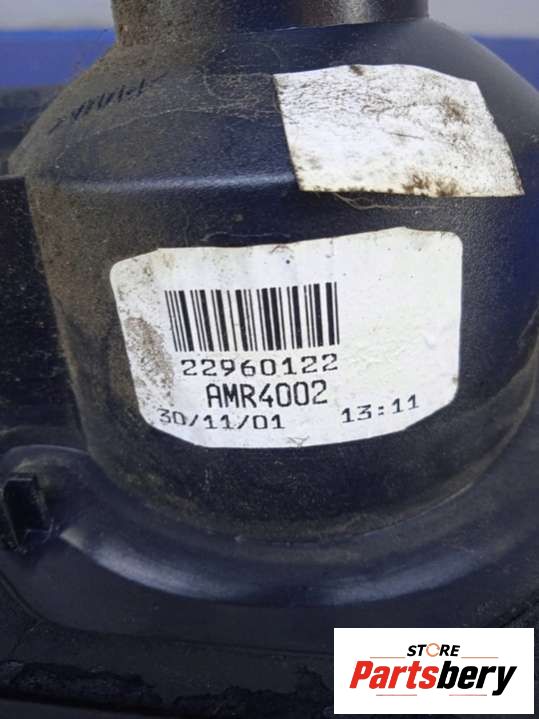 22960122
AMR4002
30/11/01 13:11
STORE
Partsbery